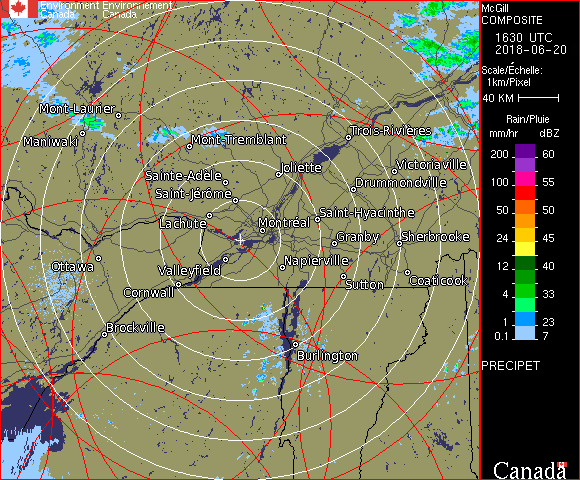 Environment Environnement
Canada Canada
Mont-Laurier
Maniwaki
Mont-Tremblant
Trois-Rivières
Sainte-Adèle
Joliette
Victoriaville
Saint-Jérôme
Drummondville
Lachute
Montréal
Saint-Hyacinthe
Granby
Sherbrooke
Ottawa
Valleyfield
Napierville
Cornwall
Sutton
Coaticook
Brockville
Burlington
McGill
COMPOSITE
1630 UTC
2018-06-20
Scale/Échelle:
1km/Pixel
40 KM
Rain/Pluie
mm/hr dBZ
200 60
155
100 55
50 50
24 45
12 40
4 33
1 23
0.1 7
PRECIPET
Canada